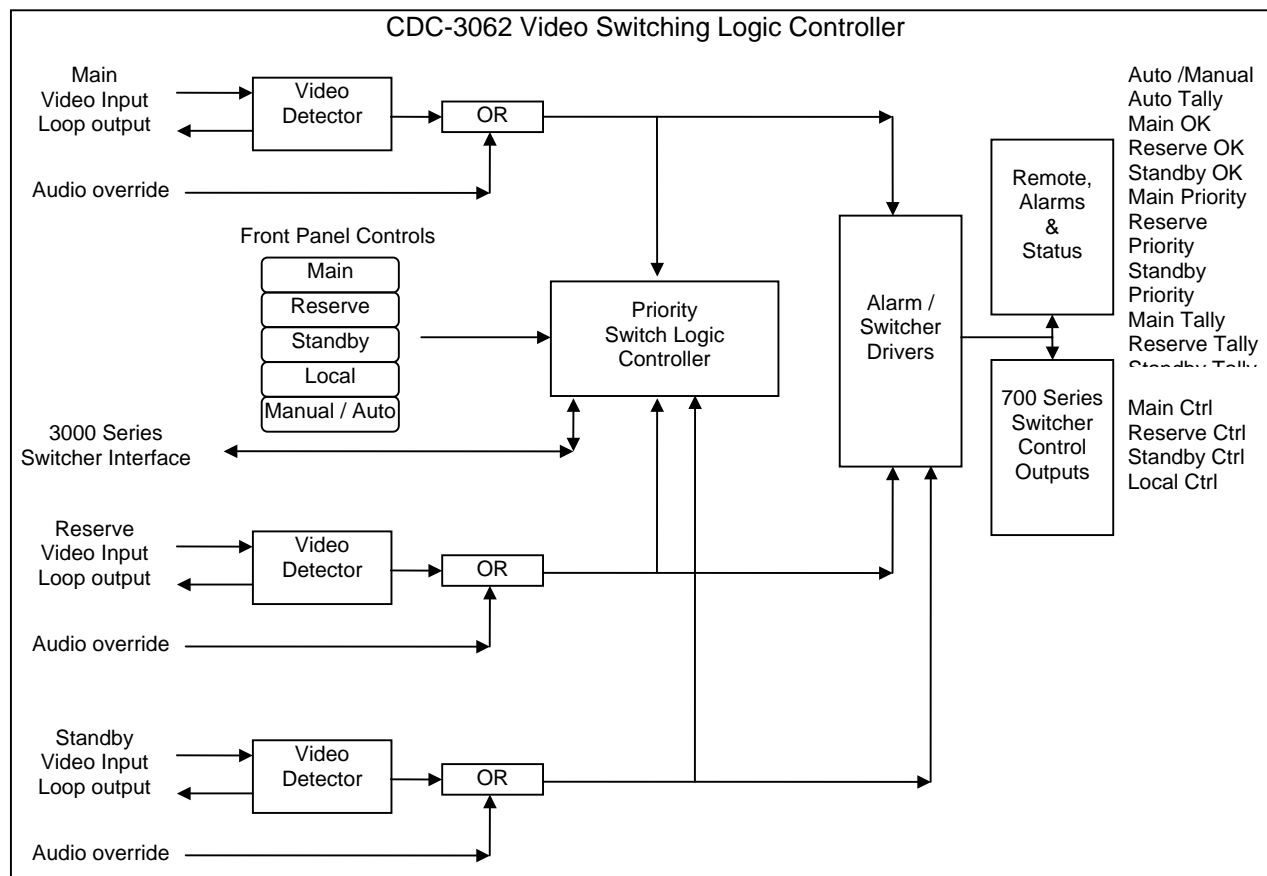 CDC-3062 Video Switching Logic Controller
Main
Video Input
Loop output
Video
Detector
OR
Audio override
Front Panel Controls
Main
Reserve
Standby
Local
Manual / Auto
3000 Series
Switcher Interface
Priority
Switch Logic
Controller
Alarm /
Switcher
Drivers
Remote,
Alarms
&
Status
Auto /Manual
Auto Tally
Main OK
Reserve OK
Standby OK
Main Priority
Reserve
Priority
Standby
Priority
Main Tally
Reserve Tally
Standby Tally
700 Series
Switcher
Control
Outputs
Main Ctrl
Reserve Ctrl
Standby Ctrl
Local Ctrl
Reserve
Video Input
Loop output
Video
Detector
OR
Audio override
Standby
Video Input
Loop output
Video
Detector
OR
Audio override